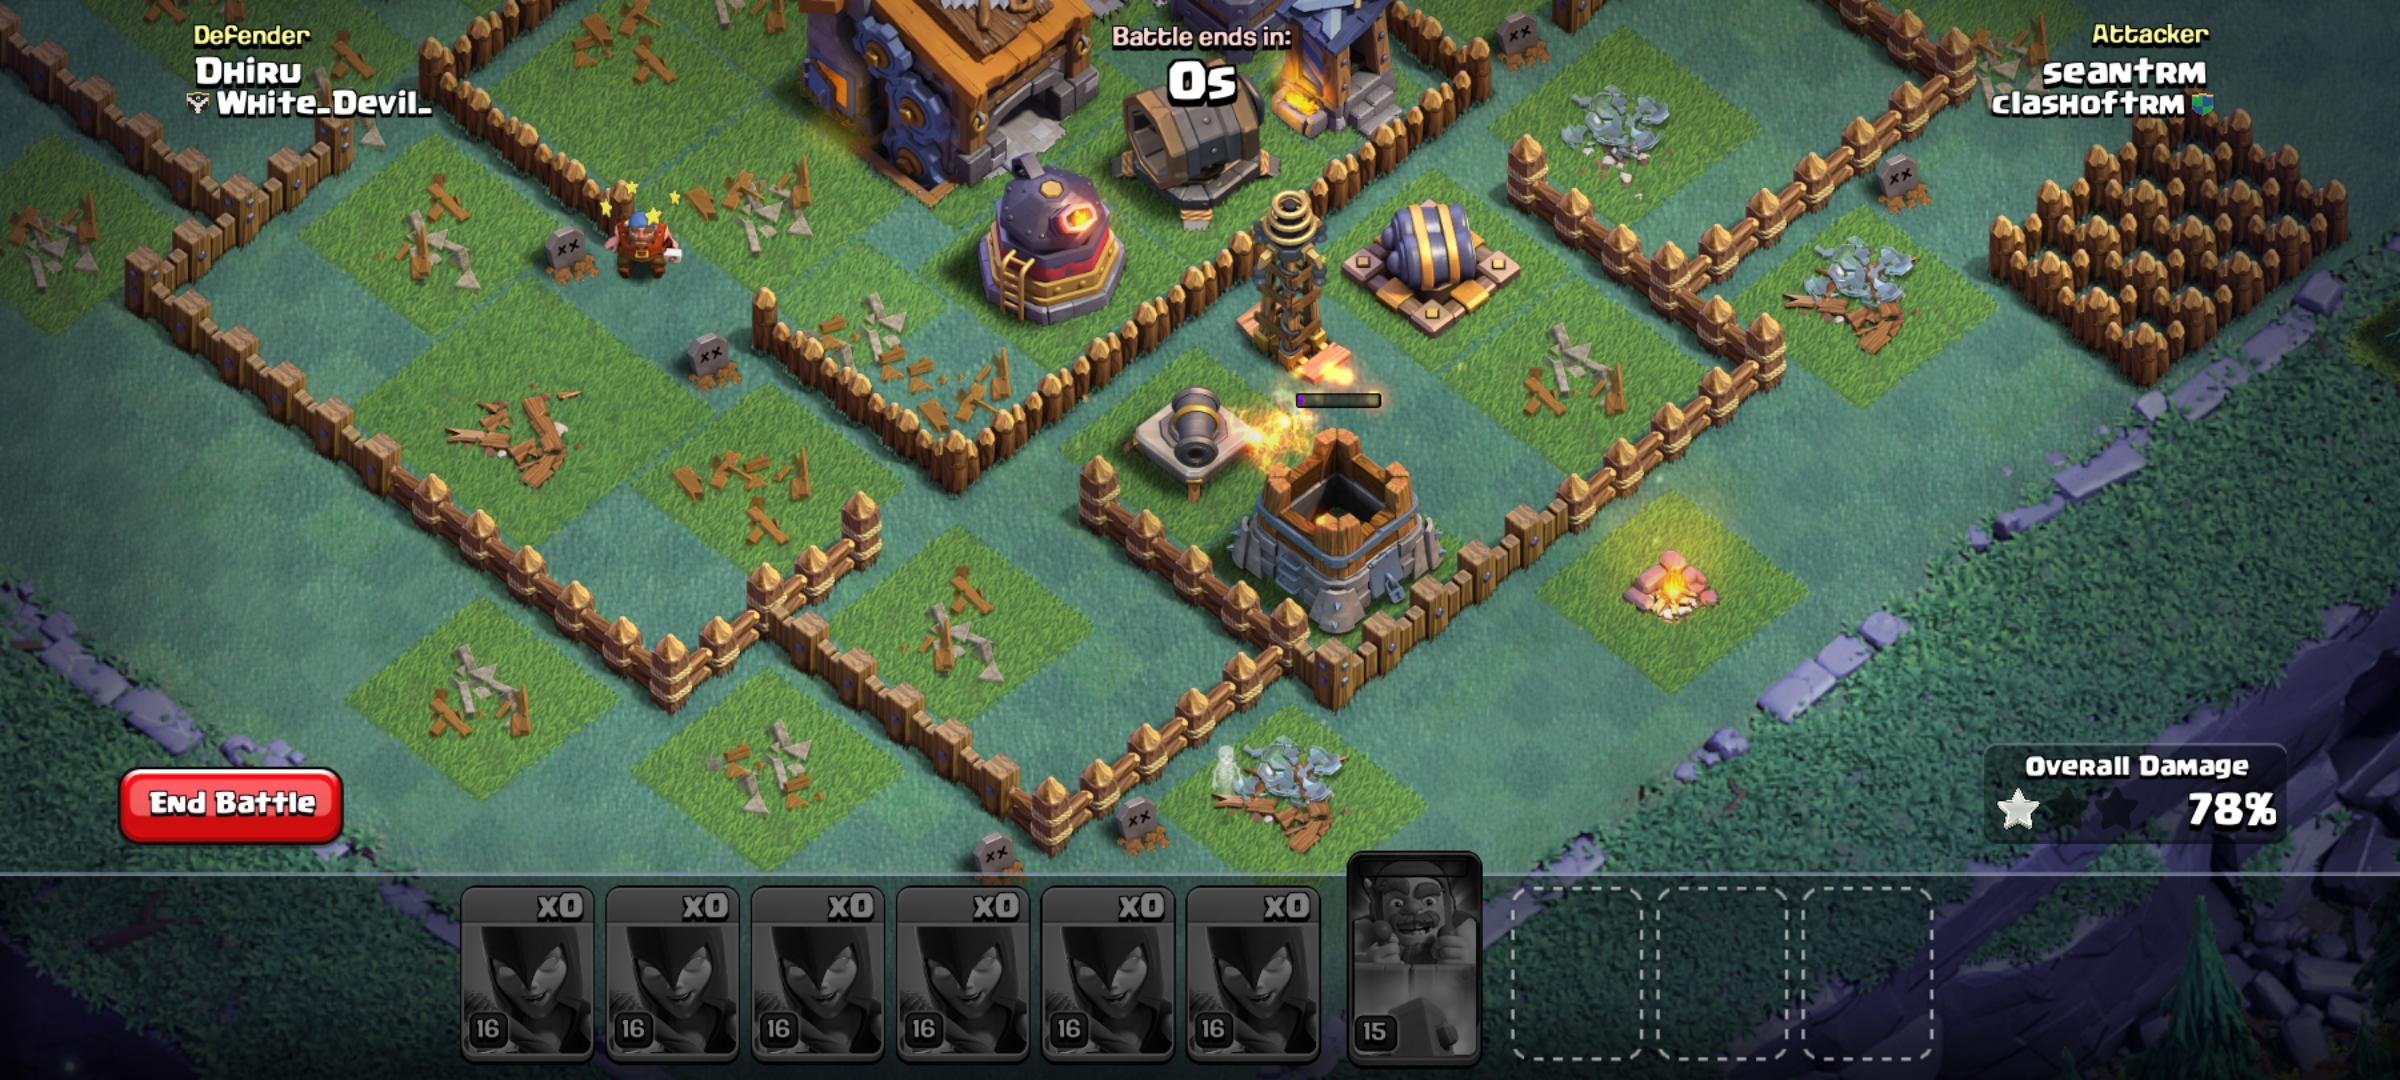 Defender
Dhiru
White_Devil_
Battle ends in:
0s
Attacker
seantrm
clashoftrm
End Battle
Overall Damage
78%
x0 x0 x0 x0 x0 x0
16 16 16 16 16 16 15